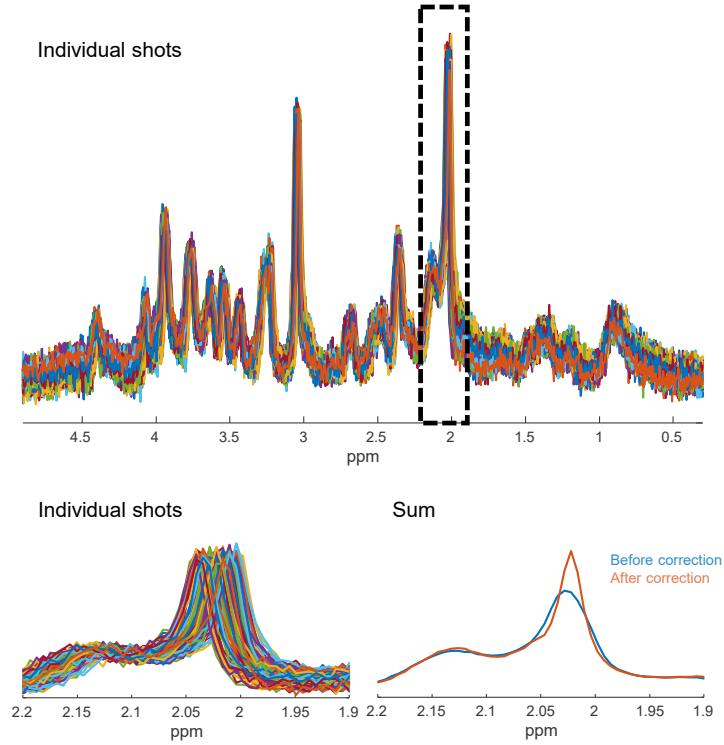 Individual shots
4.5 4 3.5 3 2.5 2 1.5 1 0.5
ppm
Individual shots
Sum
Before correction
After correction
2.2 2.15 2.1 2.05 2 1.95 1.9
ppm
2.2 2.15 2.1 2.05 2 1.95 1.9
ppm